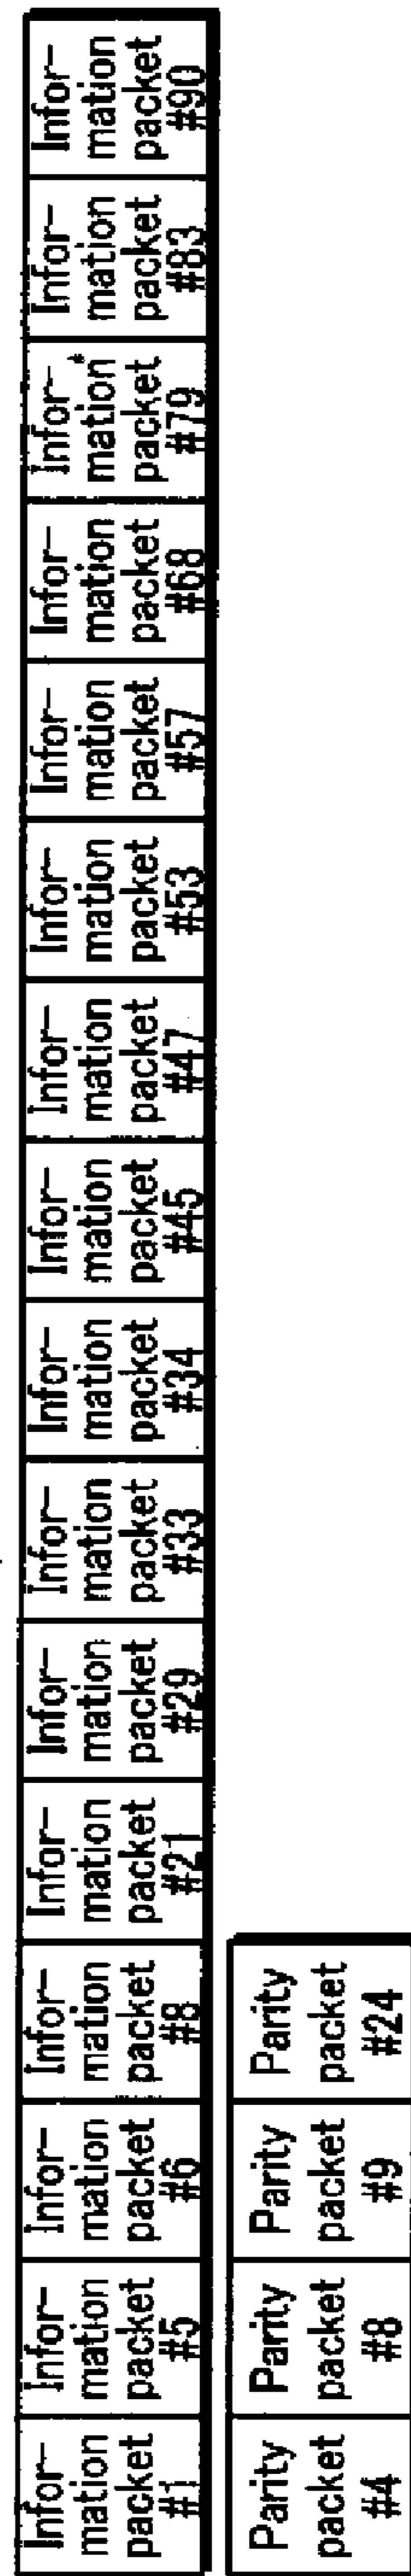 Infor-
mation
packet
#1
Infor-
mation
packet
#5
Infor-
mation
packet
#6
Infor-
mation
packet
#8
Infor-
mation
packet
#21
Infor-
mation
packet
#29
Infor-
mation
packet
#33
Infor-
mation
packet
#34
Infor-
mation
packet
#45
Infor-
mation
packet
#47
Infor-
mation
packet
#53
Infor-
mation
packet
#57
Infor-
mation
packet
#68
Infor-
mation
packet
#79
Infor-
mation
packet
#83
Infor-
mation
packet
#90
Parity
packet
#4
Parity
packet
#8
Parity
packet
#9
Parity
packet
#24